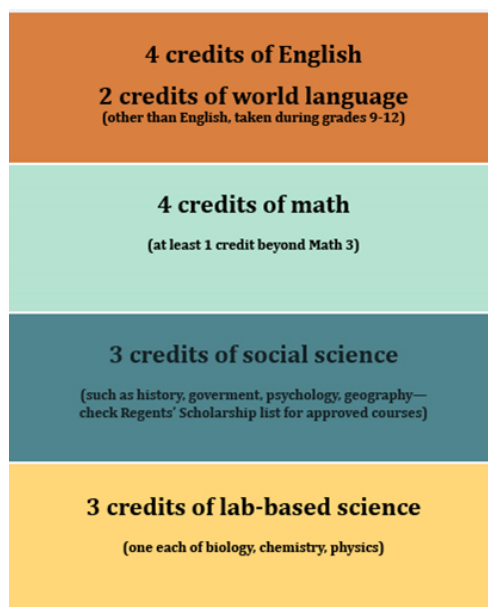 4 credits of English
2 credits of world language
(other than English, taken during grades 9-12)
4 credits of math
(at least 1 credit beyond Math 3)
3 credits of social science
(such as history, goverment, psychology, geography—
check Regents’ Scholarship list for approved courses)
3 credits of lab-based science
(one each of biology, chemistry, physics)